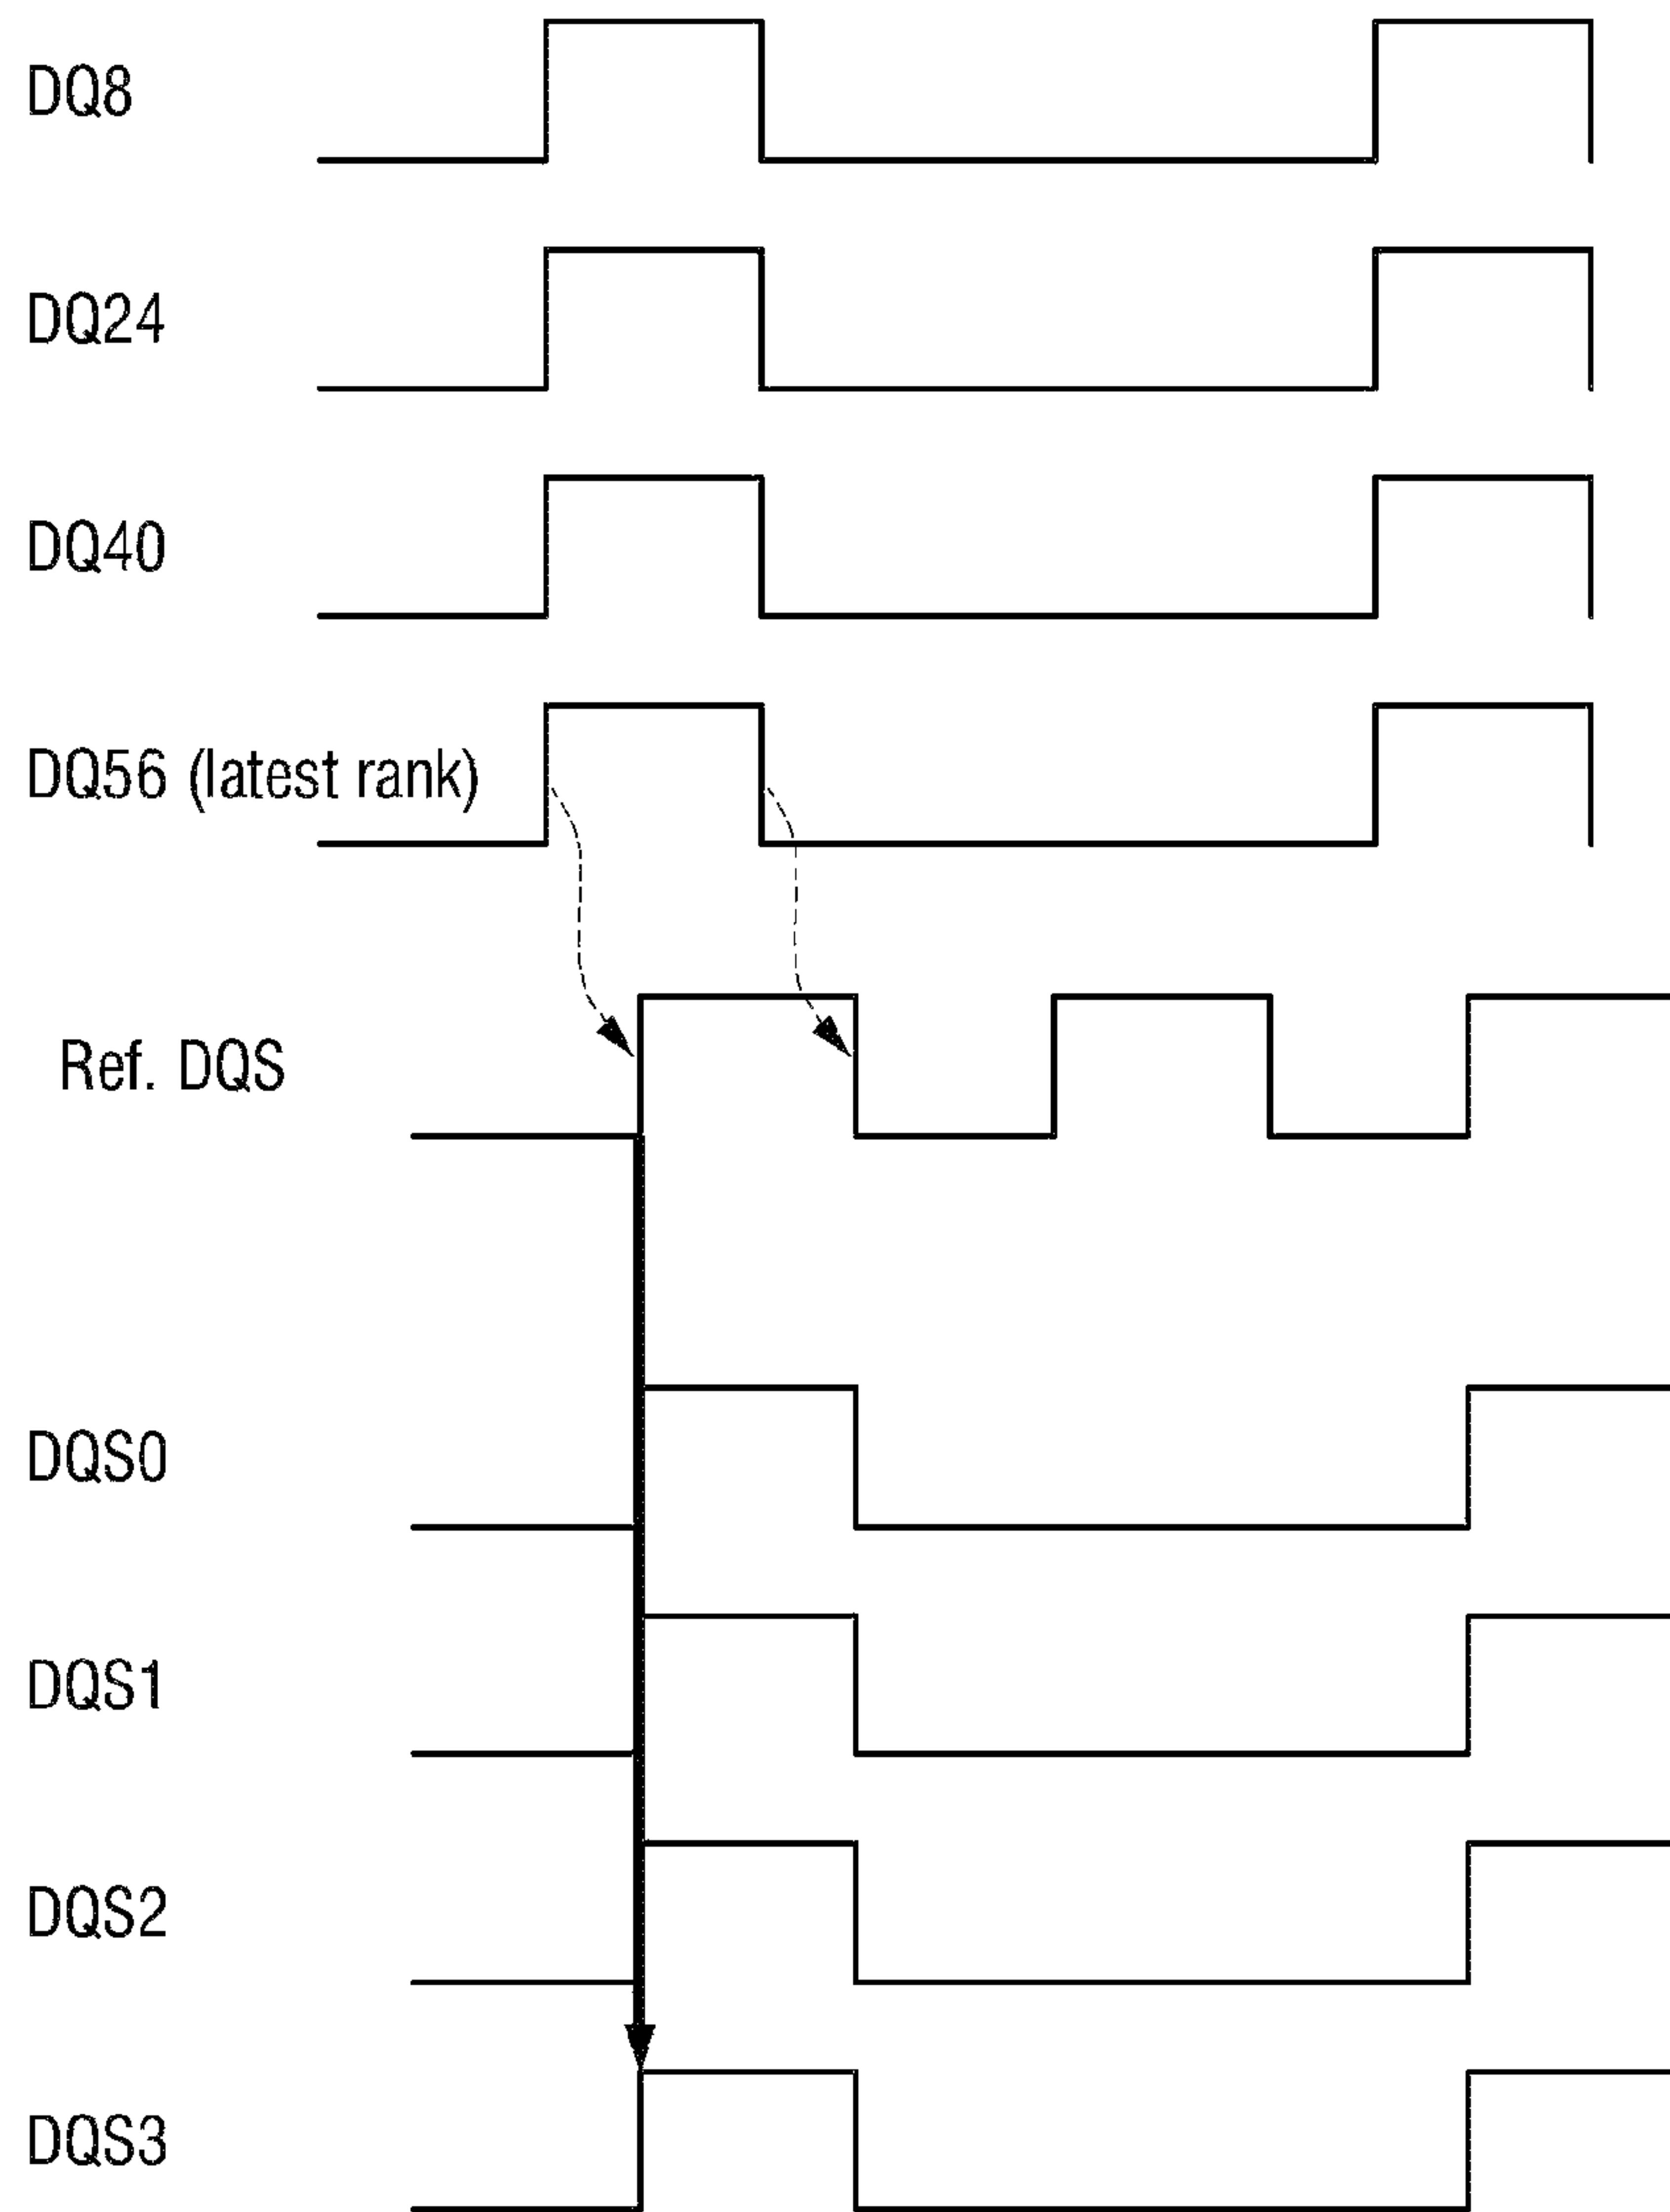 DQ8
DQ24
DQ40
DQ56 (latest rank)
Ref. DQS
DQS0
DQS1
DQS2
DQS3